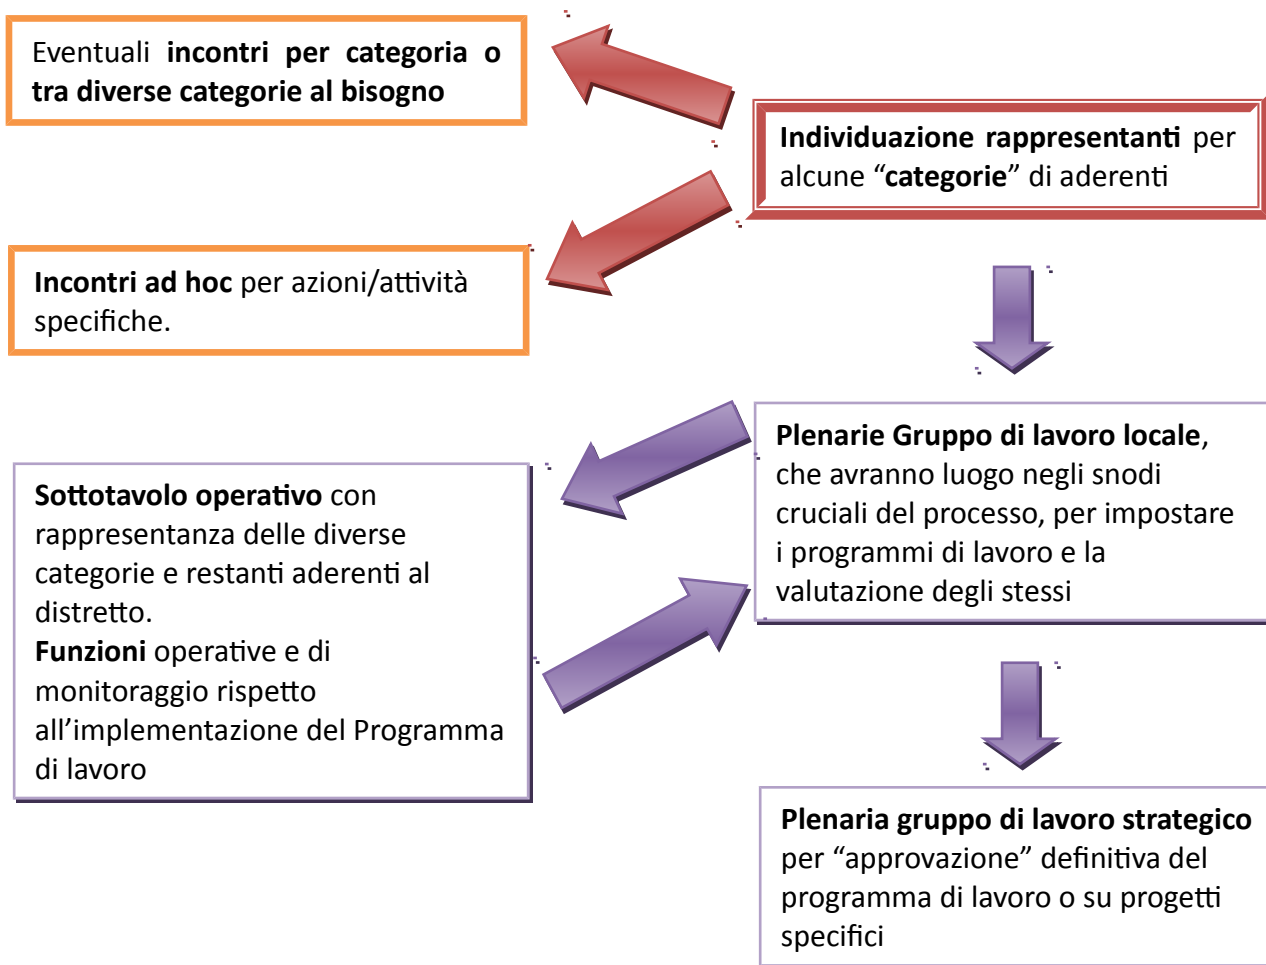 Eventuali incontri per categoria o
tra diverse categorie al bisogno
Individuazione rappresentanti per
alcune “categorie” di aderenti
Incontri ad hoc per azioni/attività
specifiche.
Plenarie Gruppo di lavoro locale,
che avranno luogo negli snodi
cruciali del processo, per impostare
i programmi di lavoro e la
valutazione degli stessi
Sottotavolo operativo con
rappresentanza delle diverse
categorie e restanti aderenti al
distretto.
Funzioni operative e di
monitoraggio rispetto
all’implementazione del Programma
di lavoro
Plenaria gruppo di lavoro strategico
per “approvazione” definitiva del
programma di lavoro o su progetti
specifici